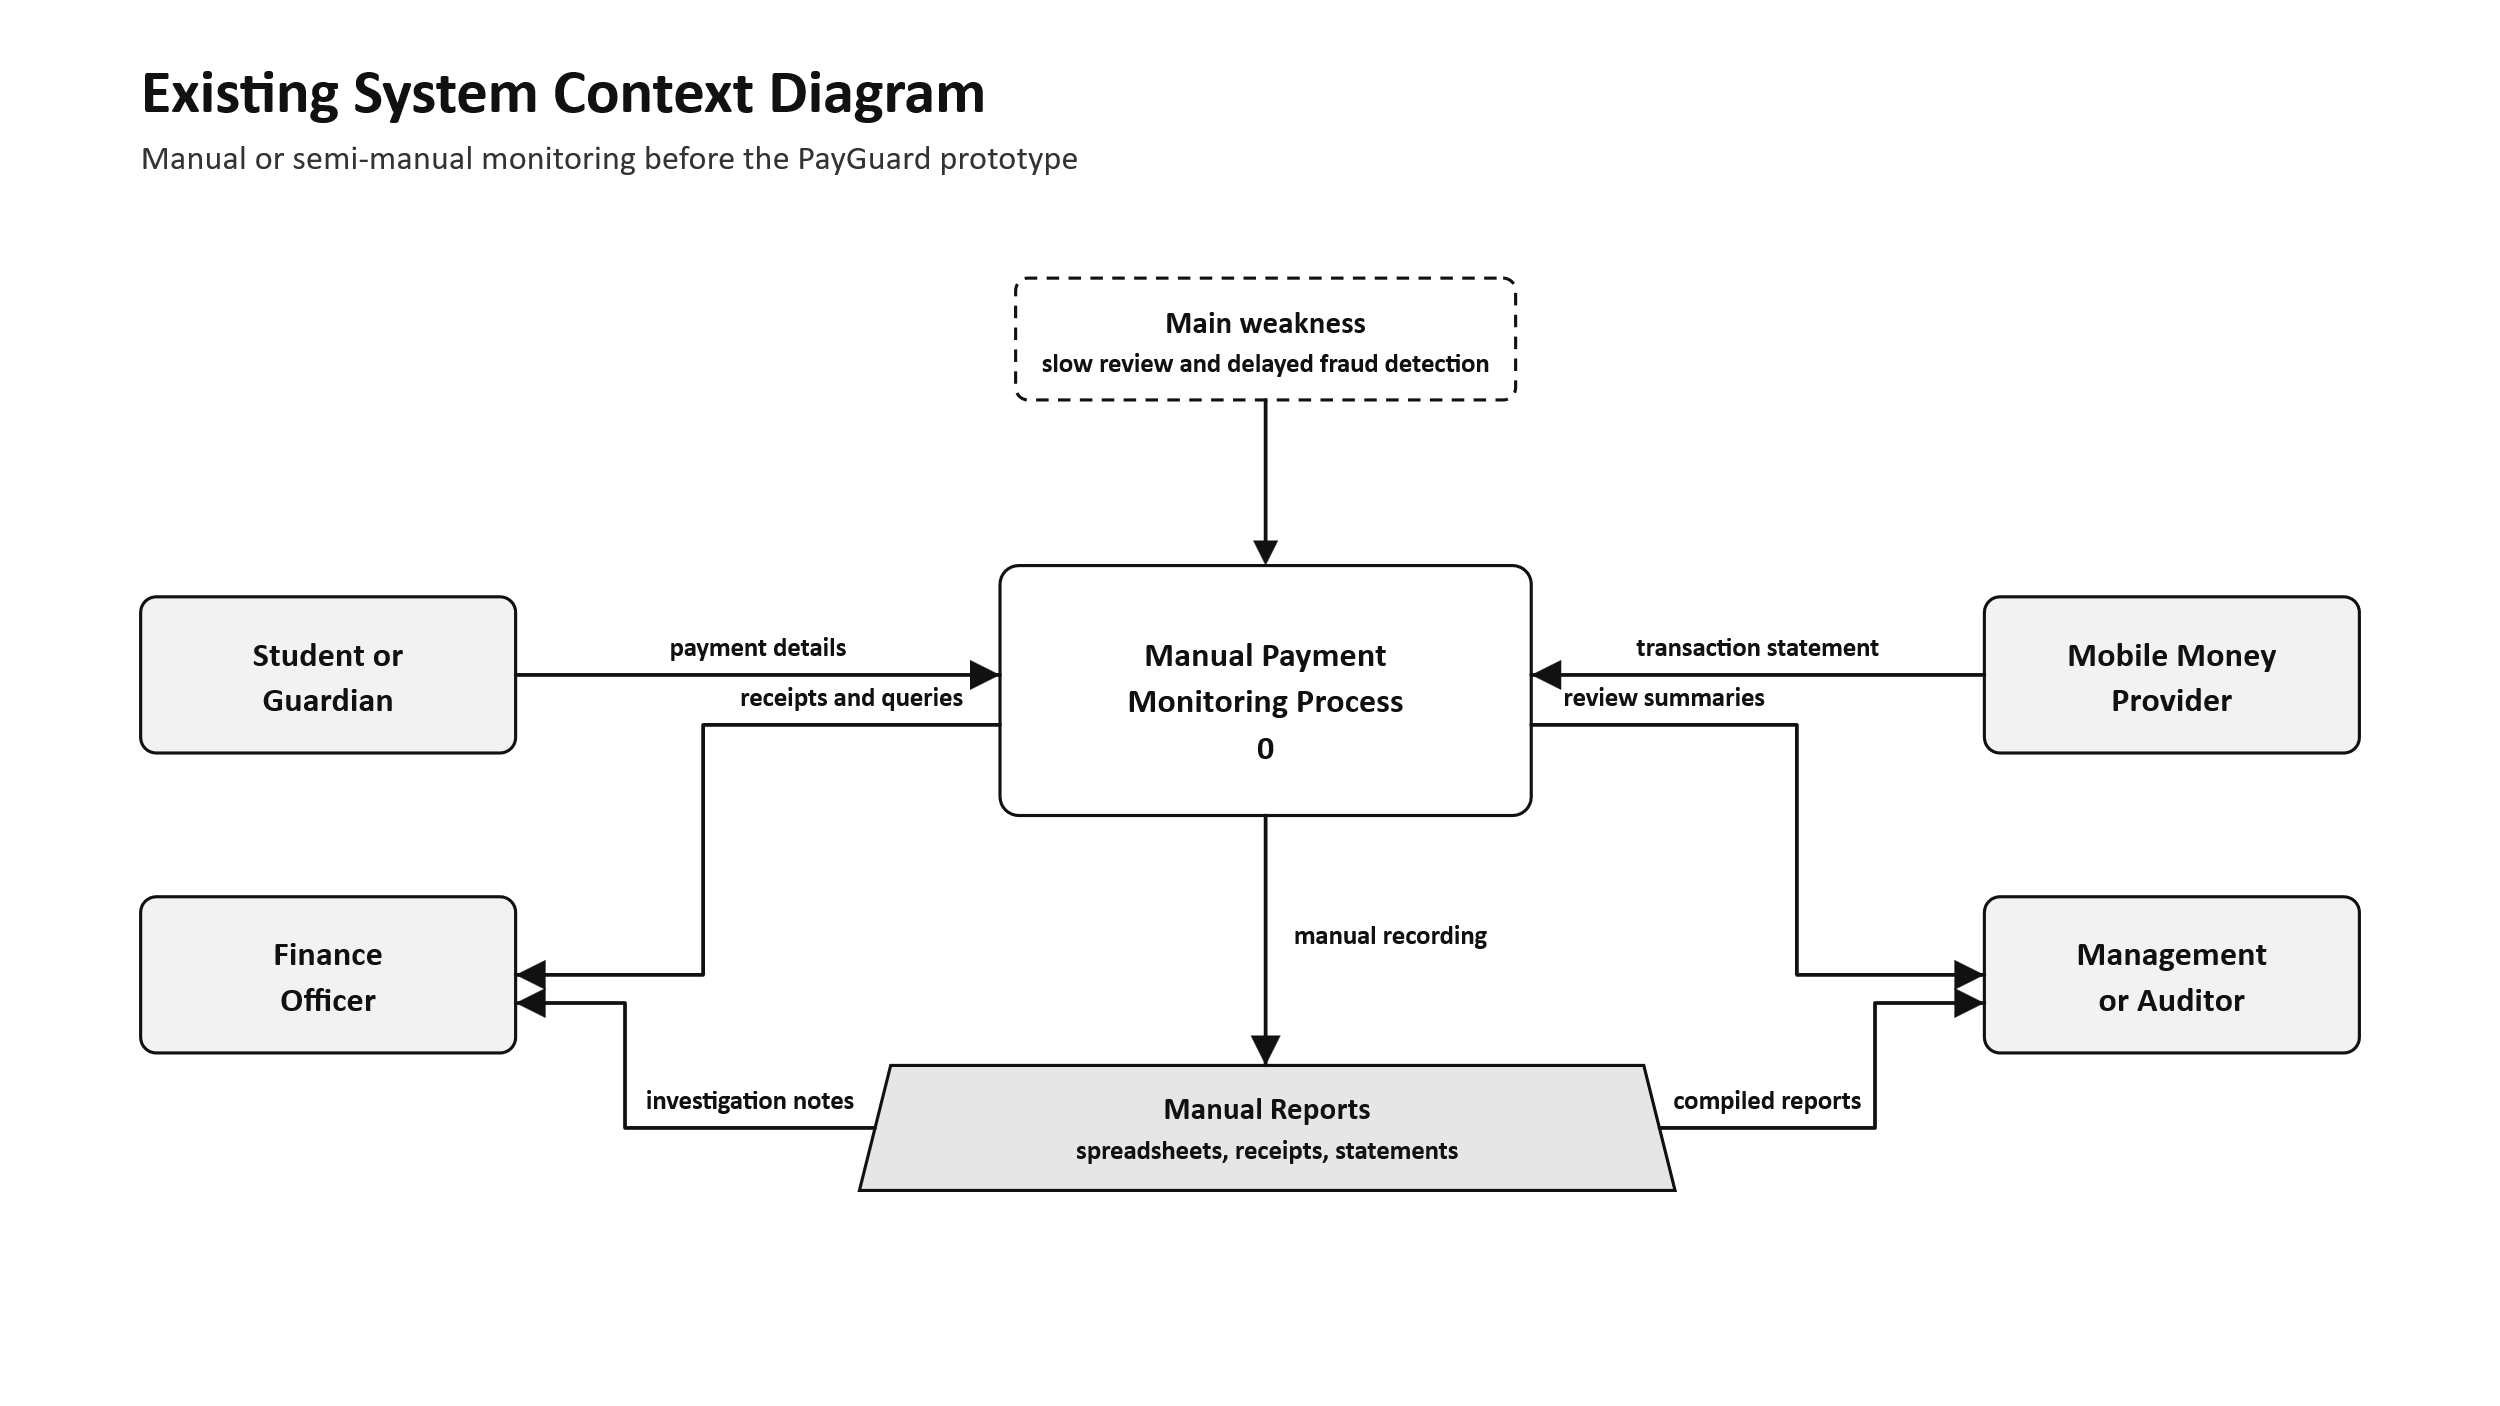 Existing System Context Diagram
Manual or semi-manual monitoring before the PayGuard prototype
Main weakness
slow review and delayed fraud detection
Student or
Guardian
payment details
receipts and queries
Manual Payment
Monitoring Process
0
transaction statement
review summaries
Mobile Money
Provider
Finance
Officer
manual recording
Management
or Auditor
investigation notes
Manual Reports
spreadsheets, receipts, statements
compiled reports